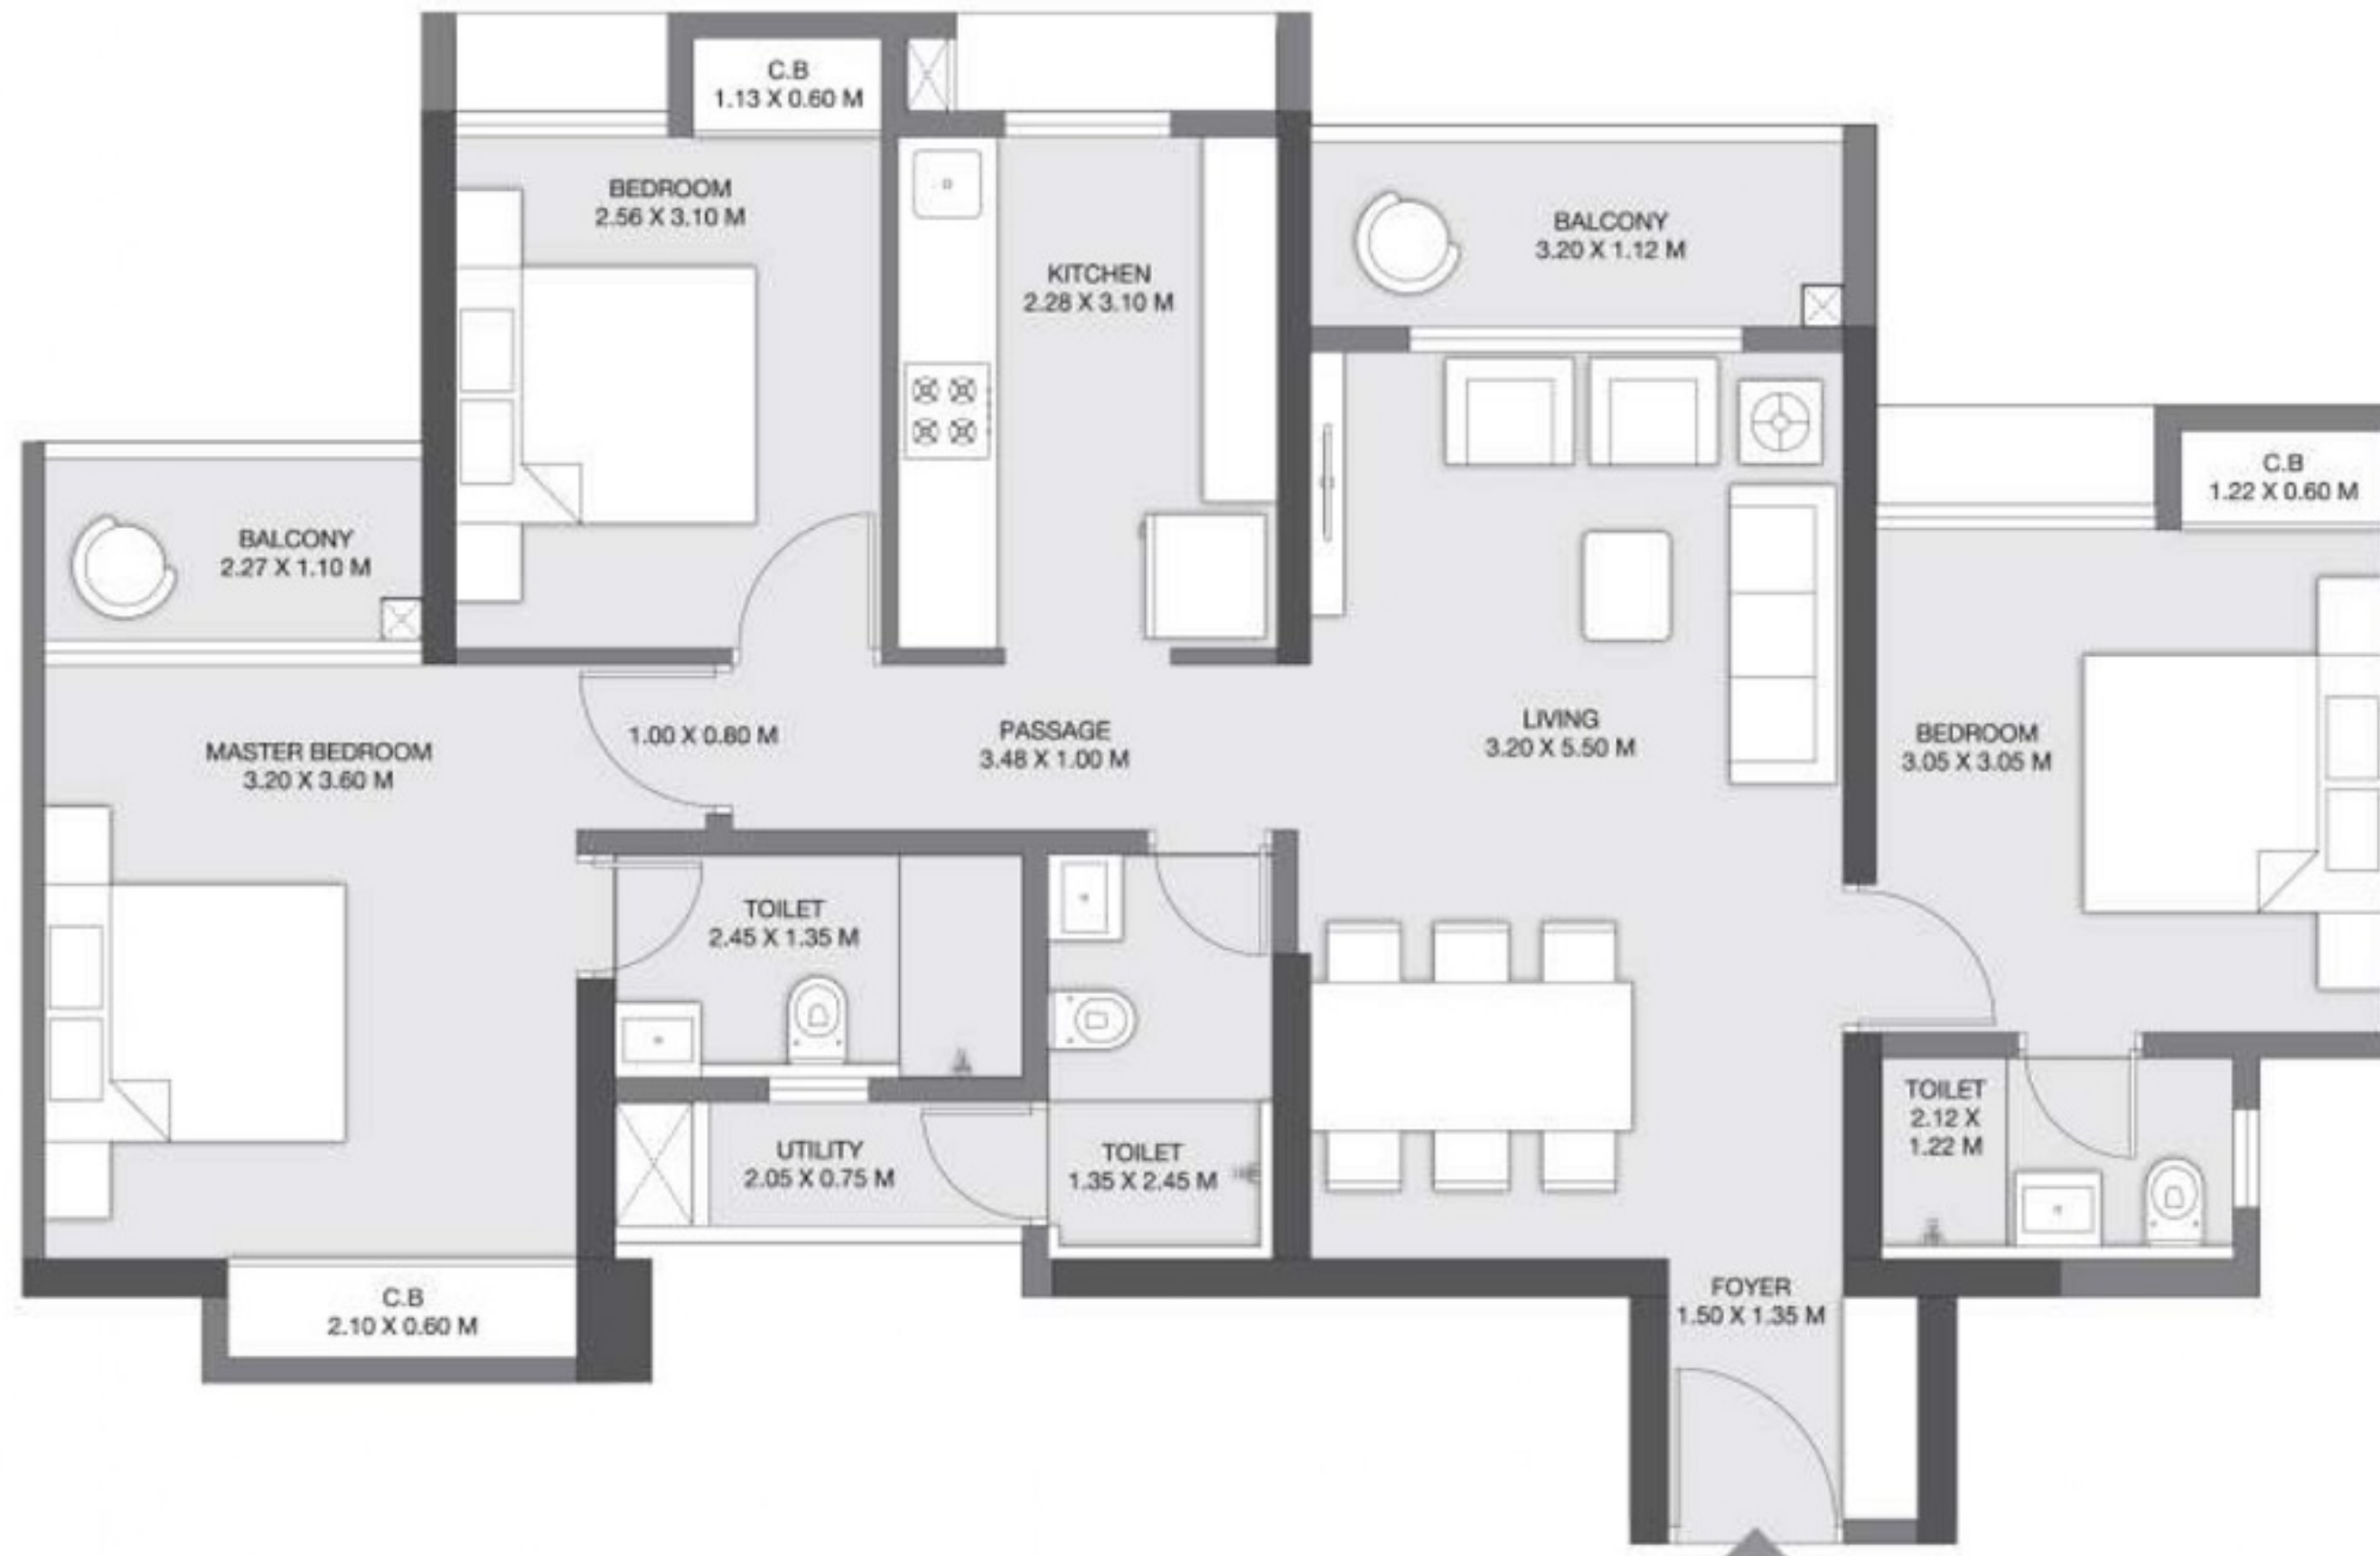 C.B
1.13 X 0.60 M
BEDROOM
2.56 X 3.10 M
KITCHEN
2.28 X 3.10 M
BALCONY
3.20 X 1.12 M
C.B
1.22 X 0.60 M
BALCONY
2.27 X 1.10 M
MASTER BEDROOM
3.20 X 3.60 M
1.00 X 0.80 M
PASSAGE
3.48 X 1.00 M
LIVING
3.20 X 5.50 M
BEDROOM
3.05 X 3.05 M
TOILET
2.45 X 1.35 M
UTILITY
2.05 X 0.75 M
TOILET
1.35 X 2.45 M
TOILET
2.12 X
1.22 M
C.B
2.10 X 0.60 M
FOYER
1.50 X 1.35 M